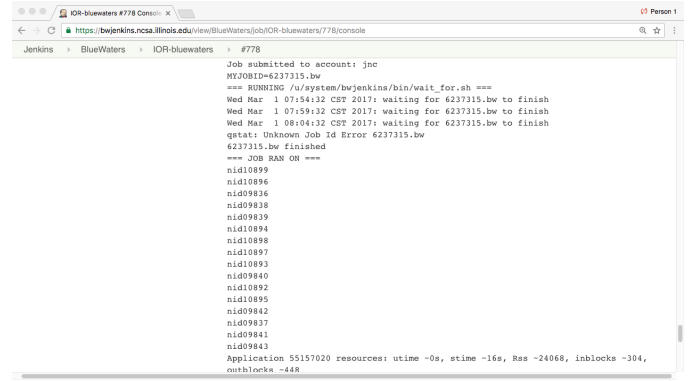 IOR-bluewaters #778 Console
Person 1
https://bwjenkins.ncsa.illinois.edu/view/BlueWaters/job/IOR-bluewaters/778/console
Jenkins BlueWaters IOR-bluewaters #778
Job submitted to account: jnc
MYJOBID=6237315.bw
=== RUNNING /u/system/bwjenkins/bin/wait_for.sh ===
Wed Mar  1 07:54:32 CST 2017: waiting for 6237315.bw to finish
Wed Mar  1 07:59:32 CST 2017: waiting for 6237315.bw to finish
Wed Mar  1 08:04:32 CST 2017: waiting for 6237315.bw to finish
qstat: Unknown Job Id Error 6237315.bw
6237315.bw finished
=== JOB RAN ON ===
nid10899
nid10896
nid09836
nid09838
nid09839
nid10894
nid10898
nid10897
nid10893
nid09840
nid10892
nid10895
nid09842
nid09837
nid09841
nid09843
Application 55157020 resources: utime ~0s, stime ~16s, Rss ~24068, inblocks ~304,
outblocks ~448